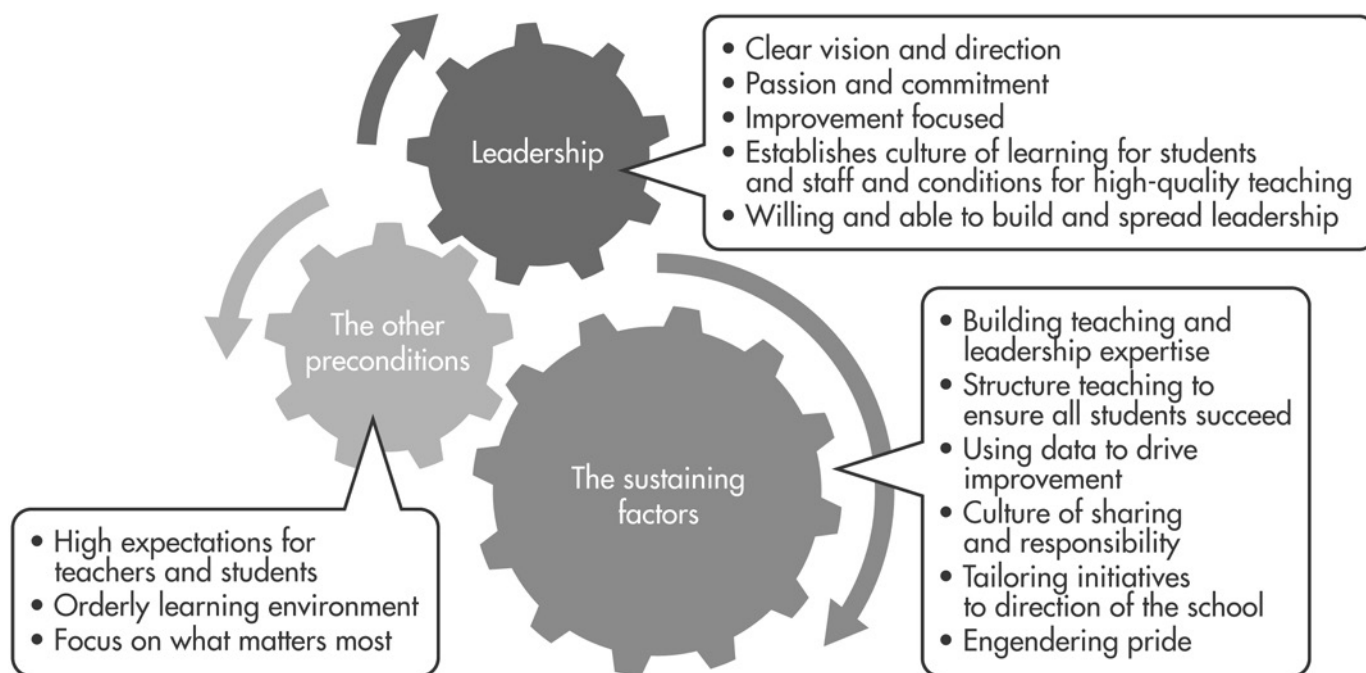 Leadership
• Clear vision and direction
• Passion and commitment
• Improvement focused
• Establishes culture of learning for students
and staff and conditions for high-quality teaching
• Willing and able to build and spread leadership
The other
preconditions
• High expectations for
teachers and students
• Orderly learning environment
• Focus on what matters most
The sustaining
factors
• Building teaching and
leadership expertise
• Structure teaching to
ensure all students succeed
• Using data to drive
improvement
• Culture of sharing
and responsibility
• Tailoring initiatives
to direction of the school
• Engendering pride